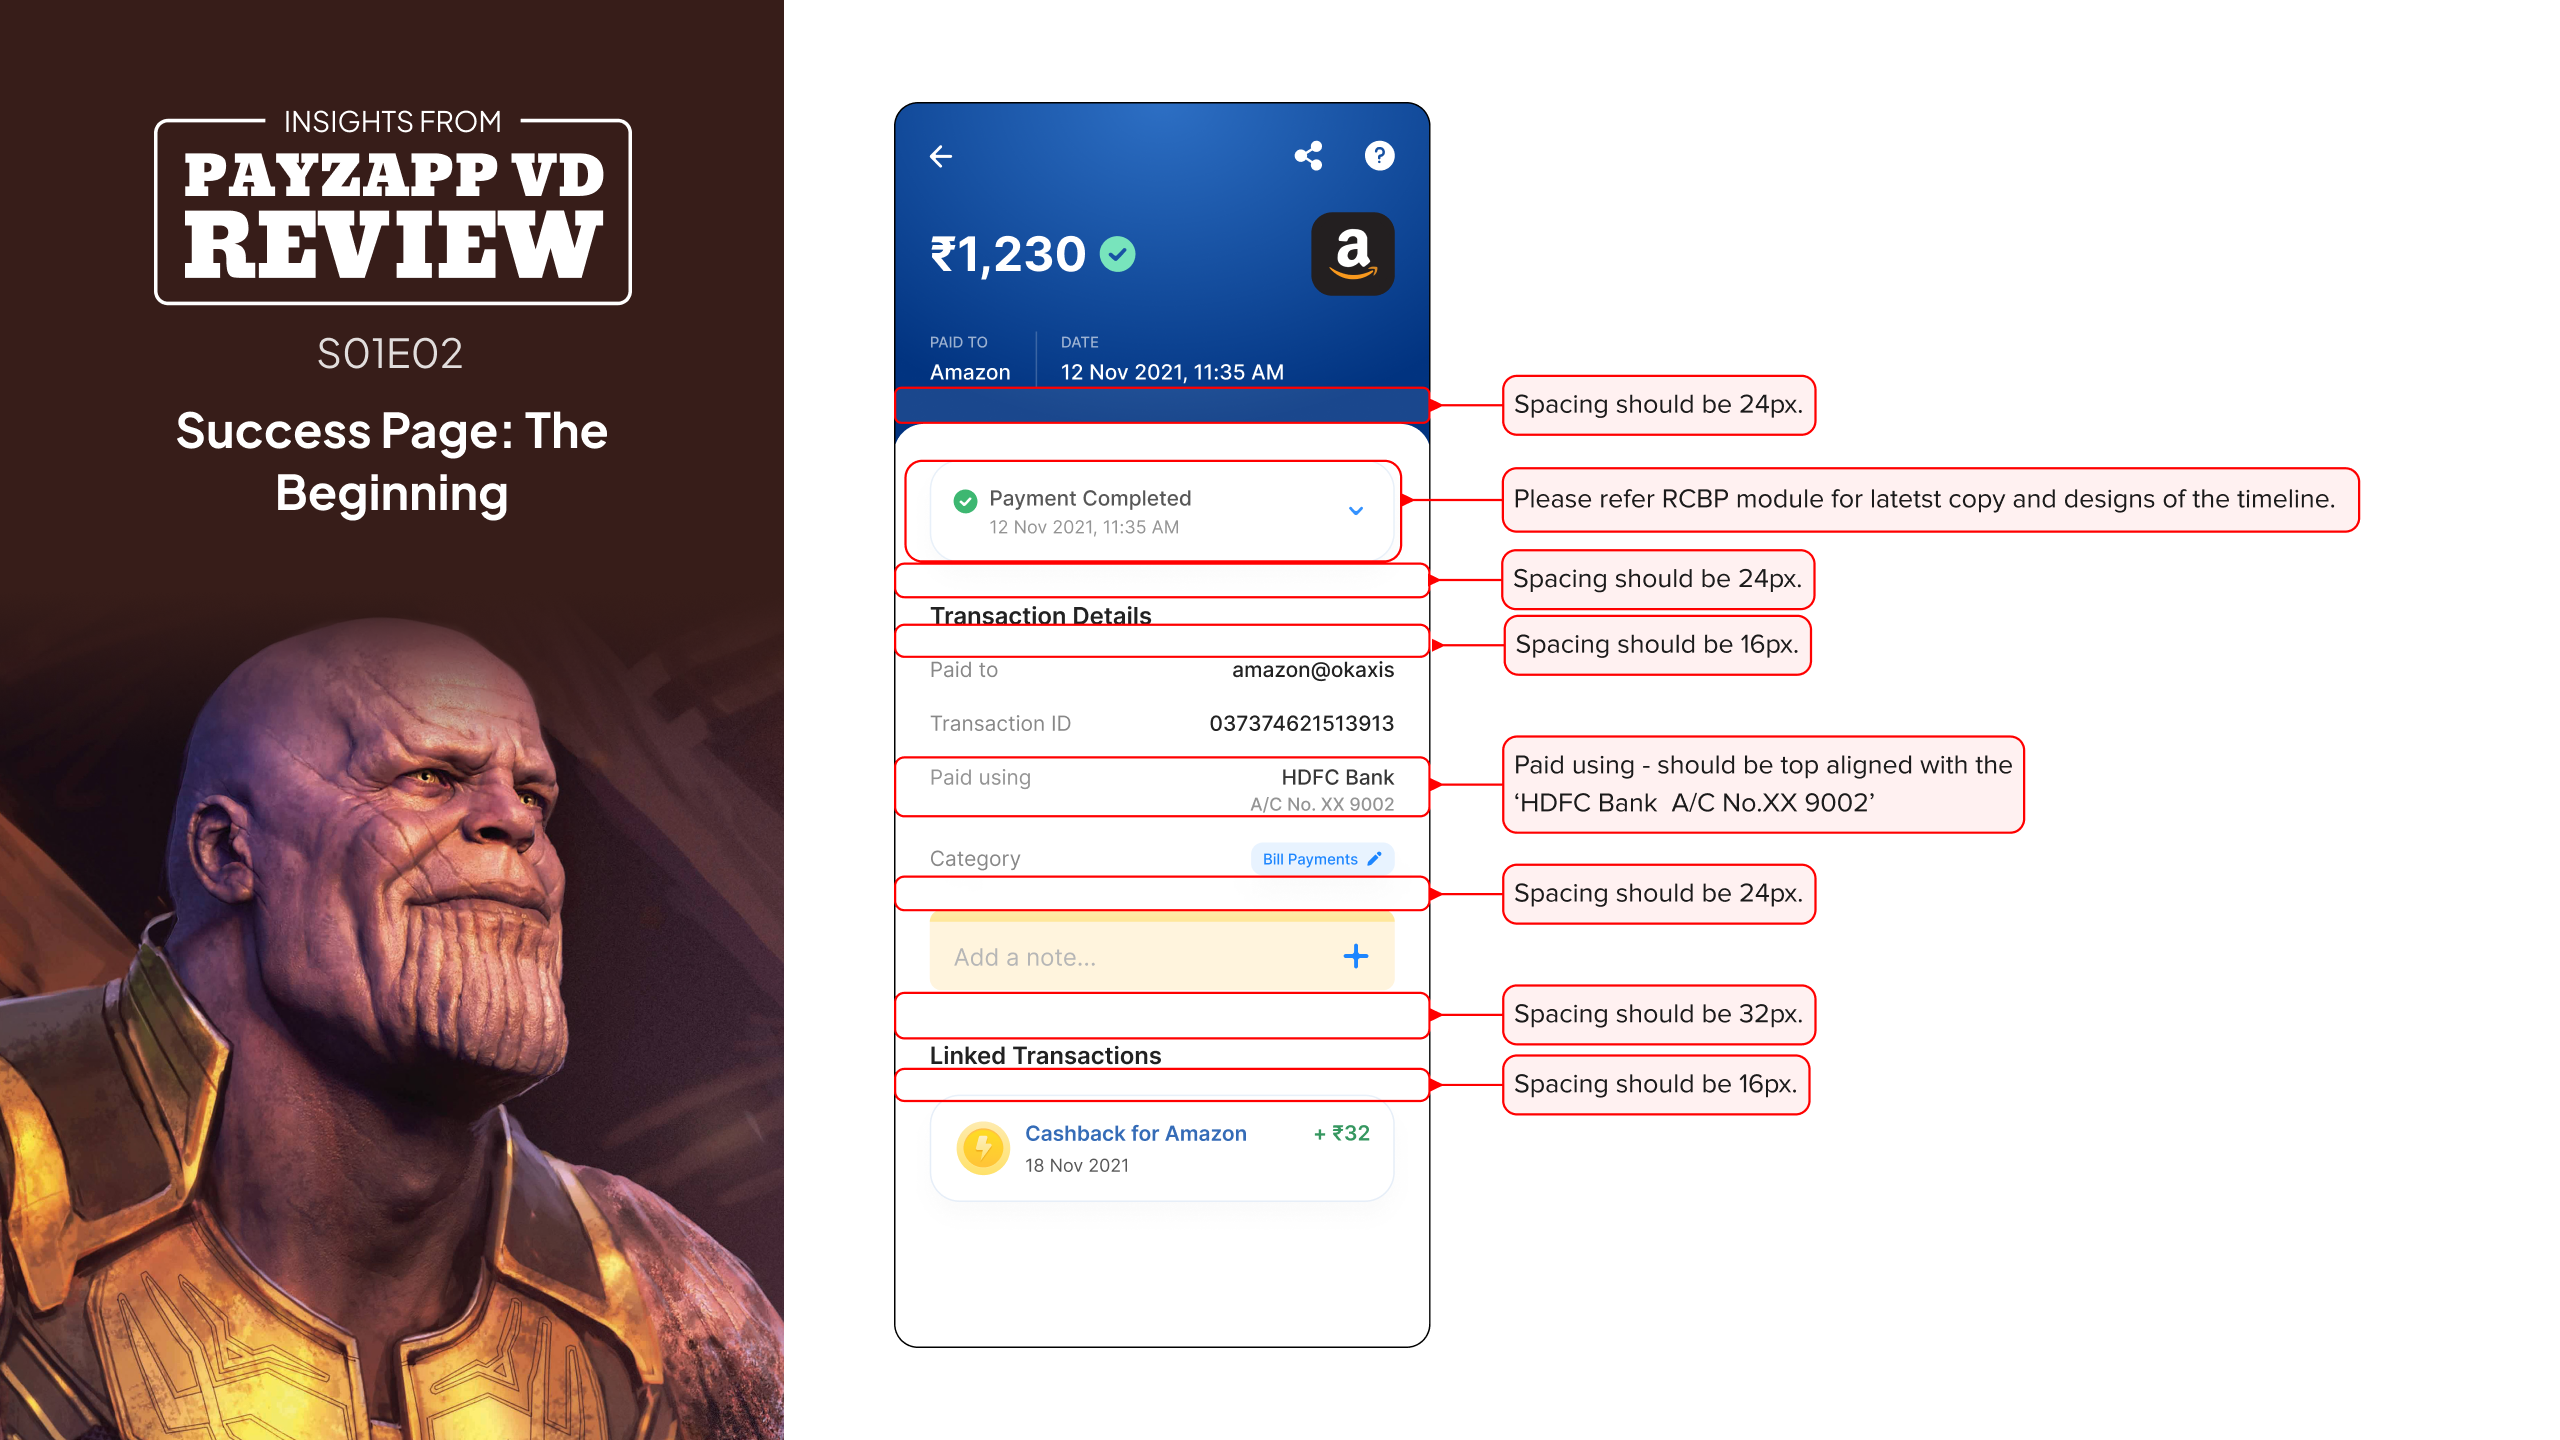 INSIGHTS FROM
PAYZAPP VD
REVIEW
S01E02
Success Page: The
Beginning
?
₹1,230
a
PAID TO
DATE
Amazon
12 Nov 2021, 11:35 AM
Spacing should be 24px.
Payment Completed
12 Nov 2021, 11:35 AM
Please refer RCBP module for latetst copy and designs of the timeline.
Spacing should be 24px.
Transaction Details
Spacing should be 16px.
Paid to
amazon@okaxis
Transaction ID
037374621513913
Paid using
HDFC Bank
A/C No. XX 9002
Paid using - should be top aligned with the
‘HDFC Bank  A/C No.XX 9002’
Category
Bill Payments
Spacing should be 24px.
Add a note...
Spacing should be 32px.
Linked Transactions
Spacing should be 16px.
Cashback for Amazon
+ ₹32
18 Nov 2021